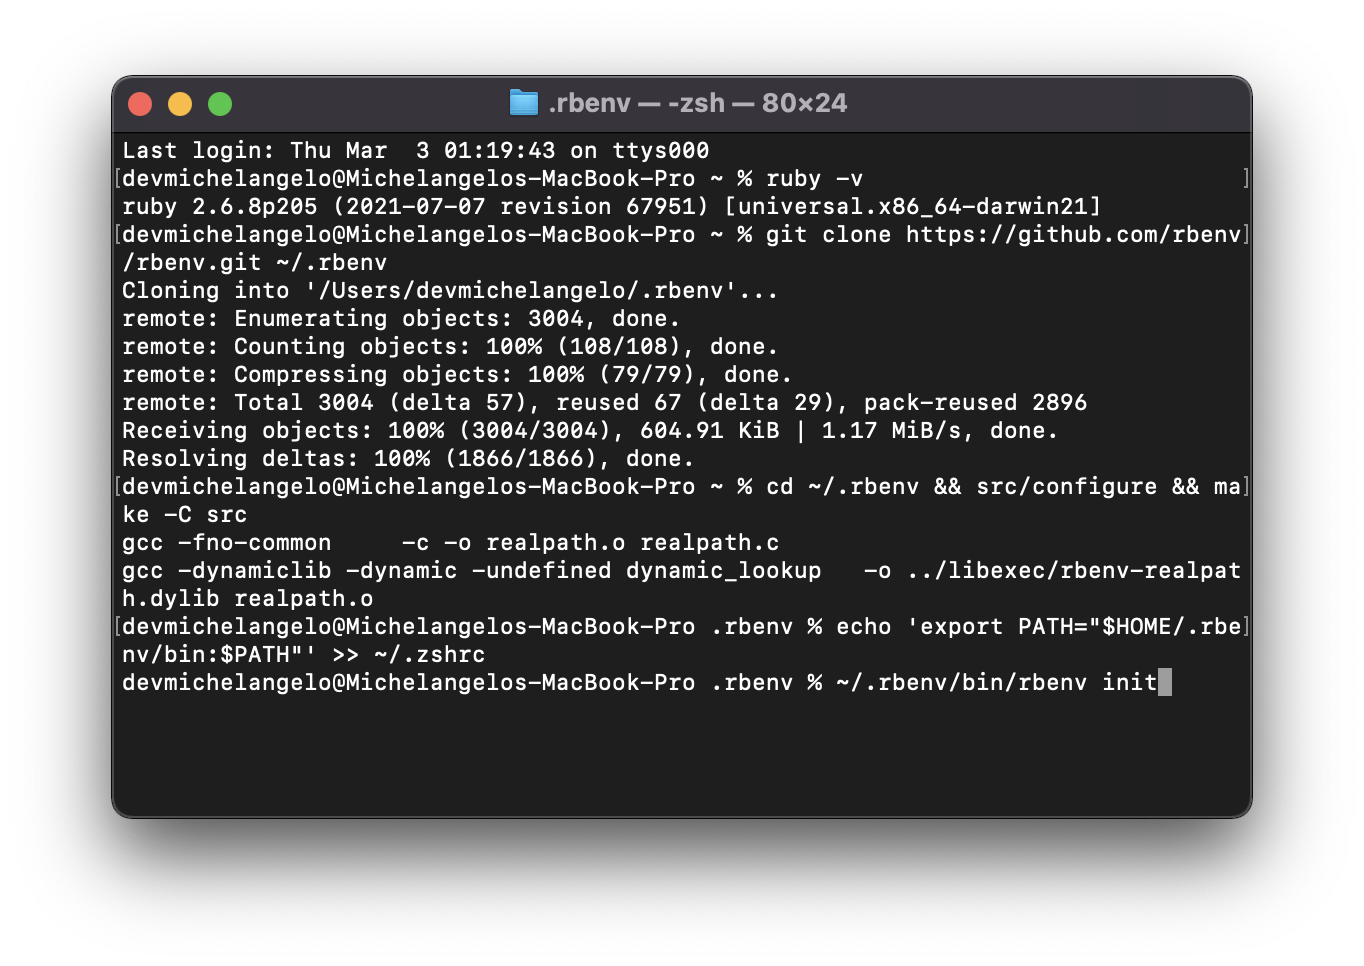 .rbenv — -zsh — 80×24
Last login: Thu Mar  3 01:19:43 on ttys000
[devmichelangelo@Michelangelos-MacBook-Pro ~ % ruby -v ]
ruby 2.6.8p205 (2021-07-07 revision 67951) [universal.x86_64-darwin21]
[devmichelangelo@Michelangelos-MacBook-Pro ~ % git clone https://github.com/rbenv]
/rbenv.git ~/.rbenv
Cloning into '/Users/devmichelangelo/.rbenv'...
remote: Enumerating objects: 3004, done.
remote: Counting objects: 100% (108/108), done.
remote: Compressing objects: 100% (79/79), done.
remote: Total 3004 (delta 57), reused 67 (delta 29), pack-reused 2896
Receiving objects: 100% (3004/3004), 604.91 KiB | 1.17 MiB/s, done.
Resolving deltas: 100% (1866/1866), done.
[devmichelangelo@Michelangelos-MacBook-Pro ~ % cd ~/.rbenv && src/configure && ma]
ke -C src
gcc -fno-common     -c -o realpath.o realpath.c
gcc -dynamiclib -dynamic -undefined dynamic_lookup   -o ../libexec/rbenv-realpat
h.dylib realpath.o
[devmichelangelo@Michelangelos-MacBook-Pro .rbenv % echo 'export PATH="$HOME/.rbe]
nv/bin:$PATH"' >> ~/.zshrc
devmichelangelo@Michelangelos-MacBook-Pro .rbenv % ~/.rbenv/bin/rbenv init